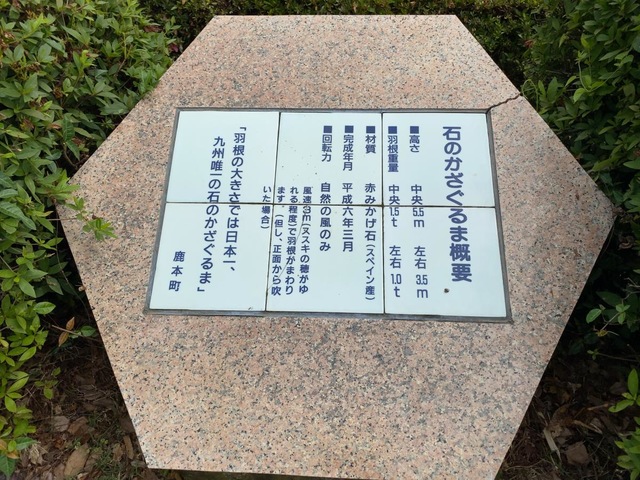 石のかざぐるま概要
■高さ　中央5.5m　左右3.5m
■羽根重量　中央1.5t　左右1.0t
■材質　赤みかげ石(スペイン産)
■完成年月　平成六年三月
■回転力　自然の風のみ
風速3m(ススキの穂がゆ
れる程度)で羽根がまわり
ます。(但し、正面から吹
いた場合)
「羽根の大きさでは日本一、
九州唯一の石のかざぐるま」
鹿本町